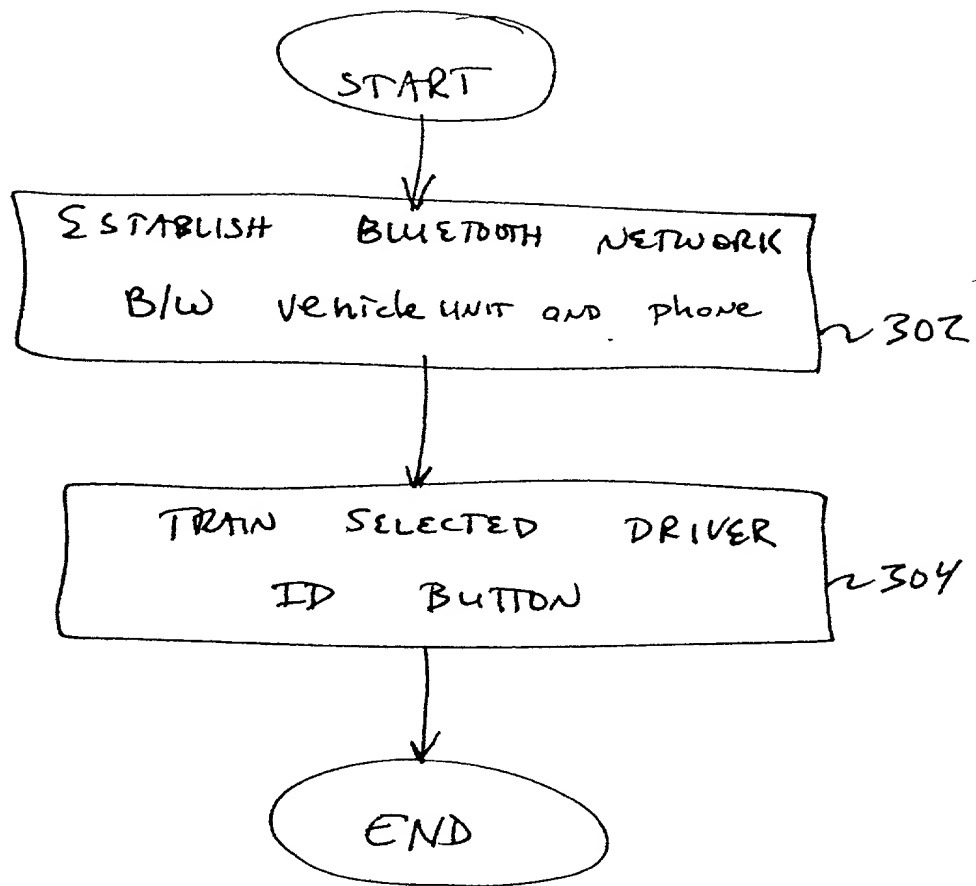 START
ESTABLISH BLUETOOTH NETWORK
B/W vehicle UNIT AND phone
302
TRAIN SELECTED DRIVER
ID BUTTON
304
END